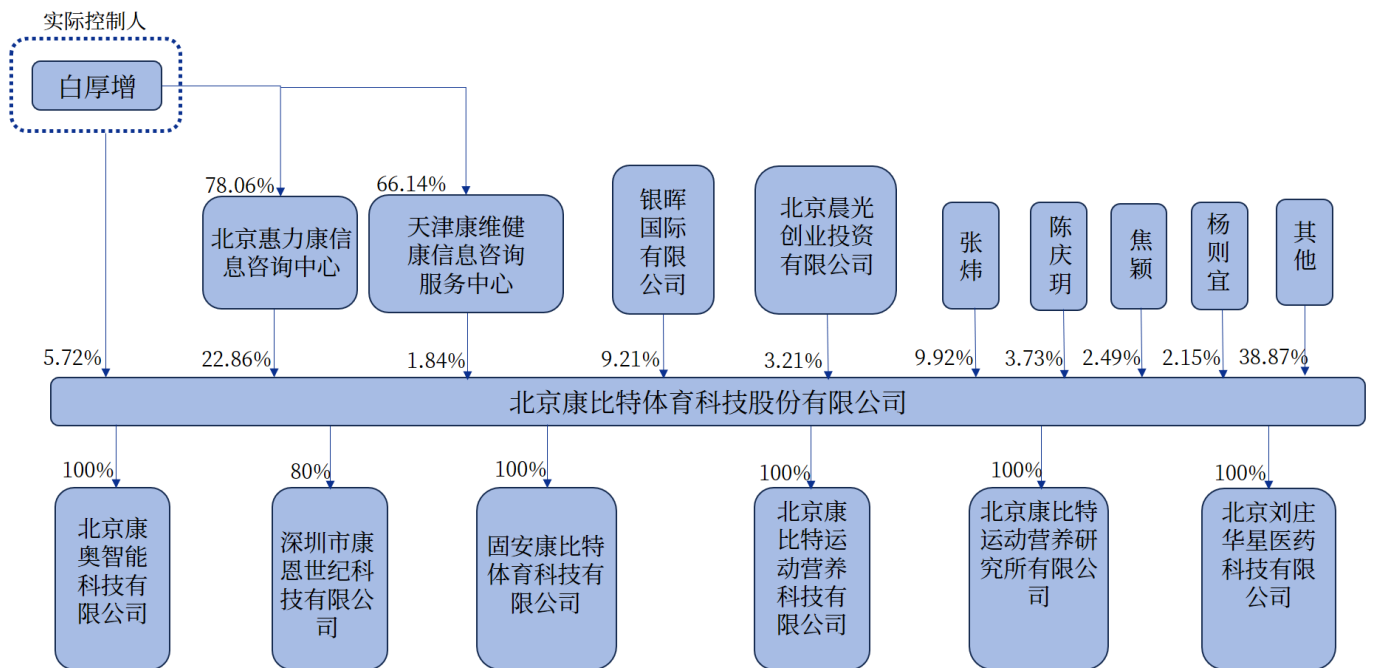 实际控制人
白厚增
78.06%
66.14%
北京惠力康信
息咨询中心
天津康维健
康信息咨询
服务中心
银晖
国际
有限
公司
北京晨光
创业投资
有限公司
张
炜
陈
庆
玥
焦
颖
杨
则
宜
其
他
5.72%
22.86%
1.84%
9.21%
3.21%
9.92%
3.73%
2.49%
2.15%
38.87%
北京康比特体育科技股份有限公司
100%
80%
100%
100%
100%
100%
北京康
奥智能
科技有
限公司
深圳市康
恩世纪科
技有限公
司
固安康比特
体育科技有
限公司
北京康
比特运
动营养
科技有
限公司
北京康比特
运动营养研
究所有限公
司
北京刘庄
华星医药
科技有限
公司